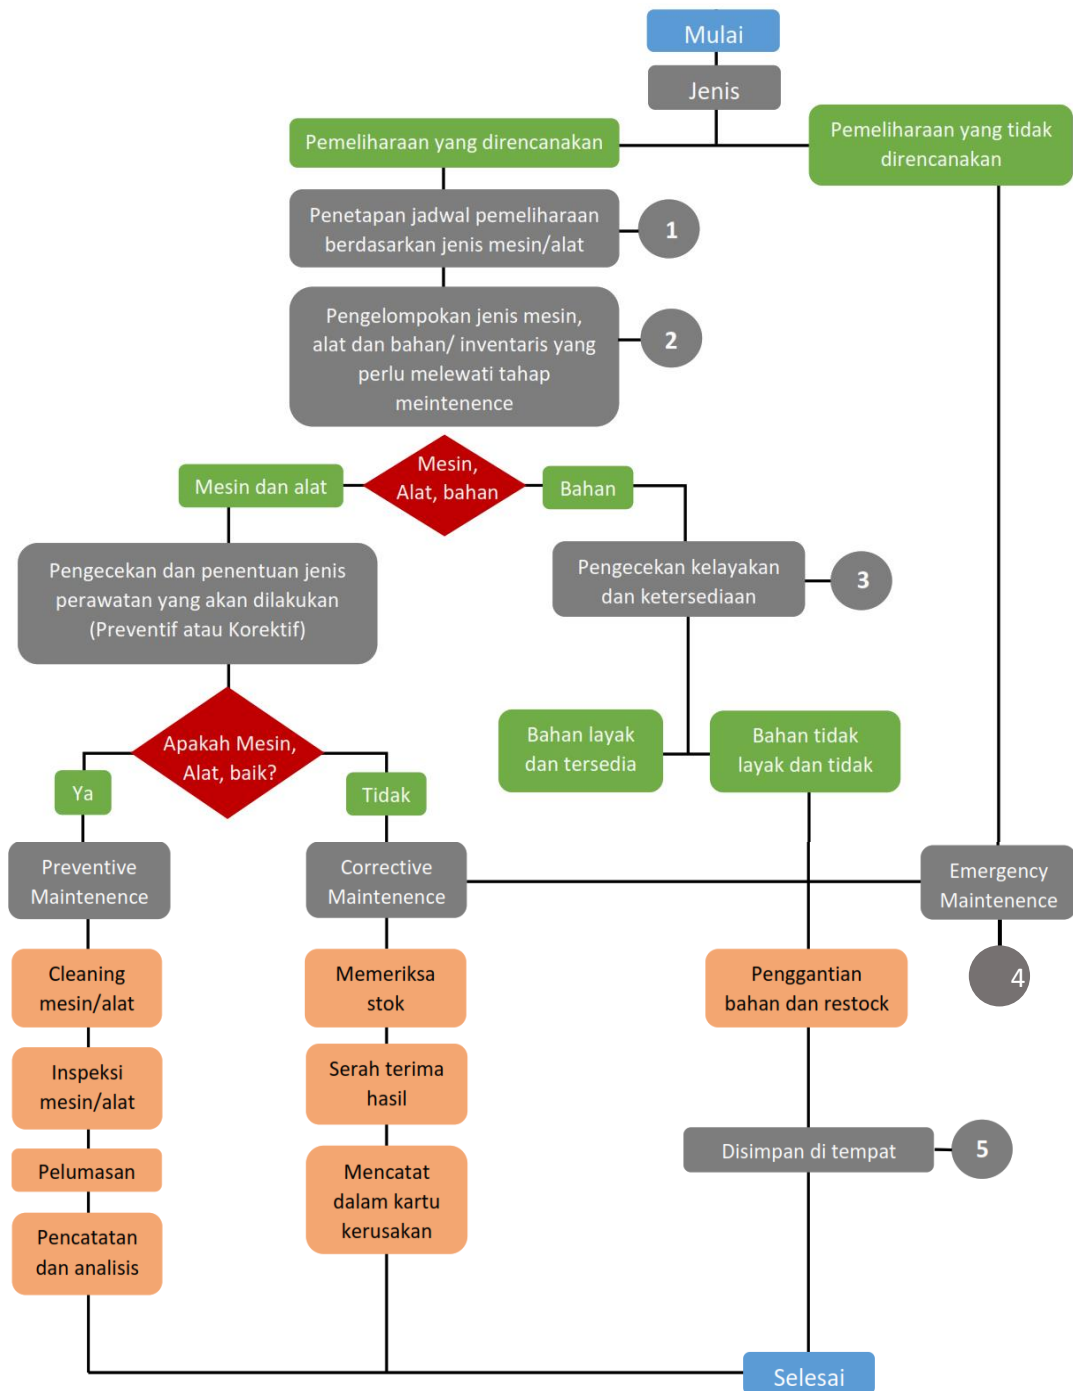 Mulai
Jenis
Pemeliharaan yang direncanakan
Pemeliharaan yang tidak
direncanakan
Penetapan jadwal pemeliharaan
berdasarkan jenis mesin/alat
1
Pengelompokan jenis mesin,
alat dan bahan/ inventaris yang
perlu melewati tahap
meintenence
2
Mesin,
Alat, bahan
Mesin dan alat
Bahan
Pengecekan dan penentuan jenis
perawatan yang akan dilakukan
(Preventif atau Korektif)
Pengecekan kelayakan
dan ketersediaan
3
Apakah Mesin,
Alat, baik?
Bahan layak
dan tersedia
Bahan tidak
layak dan tidak
Ya
Tidak
Preventive
Maintenence
Corrective
Maintenence
Emergency
Maintenence
4
Cleaning
mesin/alat
Memeriksa
stok
Penggantian
bahan dan restock
Inspeksi
mesin/alat
Serah terima
hasil
Pelumasan
Mencatat
dalam kartu
kerusakan
Disimpan di tempat
5
Pencatatan
dan analisis
Selesai